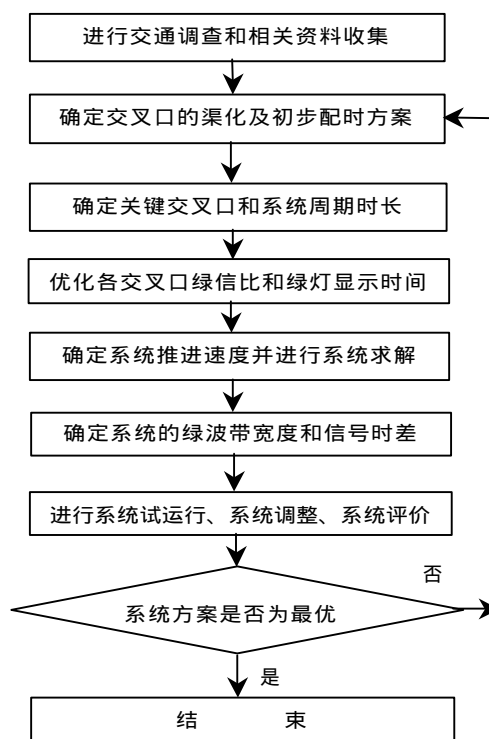 进行交通调查和相关资料收集
确定交叉口的渠化及初步配时方案
确定关键交叉口和系统周期时长
优化各交叉口绿信比和绿灯显示时间
确定系统推进速度并进行系统求解
确定系统的绿波带宽度和信号时差
进行系统试运行、系统调整、系统评价
否
系统方案是否为最优
是
结 束